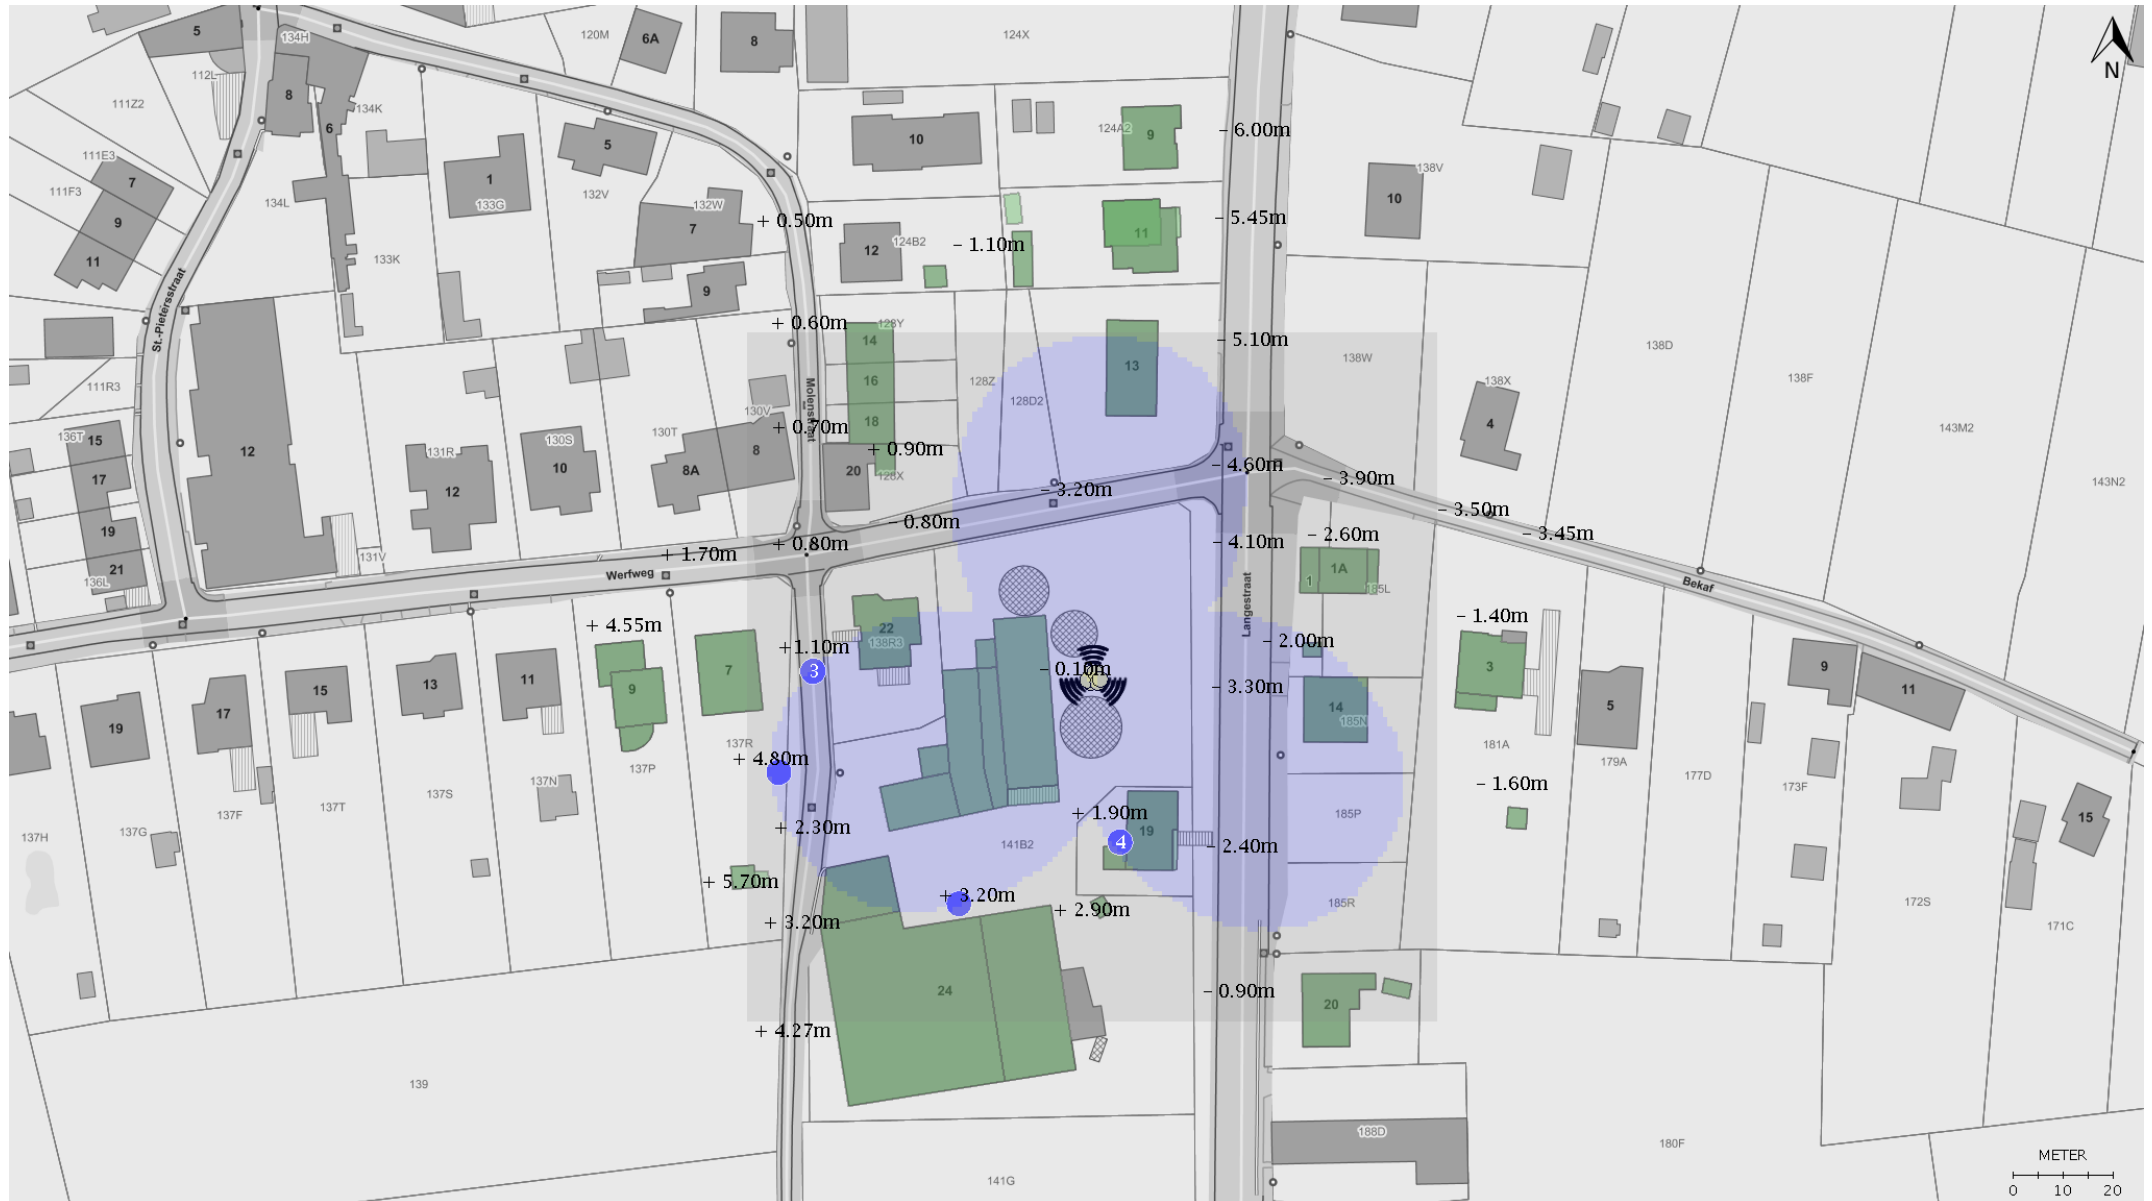 5
134H
6A
120M
8
124X
N
112L
111Z2
8
134K
6
10
124A2
9
- 6.00m
111E3
7
111F3
134L
1
133G
5
132V
132W
7
138V
10
9
11
+ 0.50m
12
124B2
- 1.10m
11
- 5.45m
133K
9
St.-Pietersstraat
+ 0.60m
128Y
14
- 5.10m
138W
138D
111R3
16
128Z
13
138F
138X
Molenstraat
130V
128D2
4
136T
15
18
+ 0.70m
143M2
130T
130S
131R
12
10
8
+ 0.90m
17
8A
20
128X
- 4.60m
- 3.90m
143N2
12
- 3.20m
- 3.50m
19
- 0.80m
- 3.45m
- 2.60m
131V
+ 1.70m
+ 0.80m
- 4.10m
21
136L
Werfweg
1
1A
185L
Bekaf
Langestraat
+ 4.55m
22
138R3
- 1.40m
+1.10m
- 2.00m
3
- 0.10m
7
3
9
15
13
11
9
- 3.30m
11
19
17
14
185N
5
137R
181A
+ 4.80m
137P
179A
177D
137N
173F
- 1.60m
137S
137T
137F
+ 1.90m
185P
137G
137H
+ 2.30m
19
15
4
141B2
- 2.40m
+ 5.70m
+ 3.20m
185R
172S
+ 2.90m
+ 3.20m
171C
24
- 0.90m
20
+ 4.27m
139
188D
180F
141G
METER
0 10 20